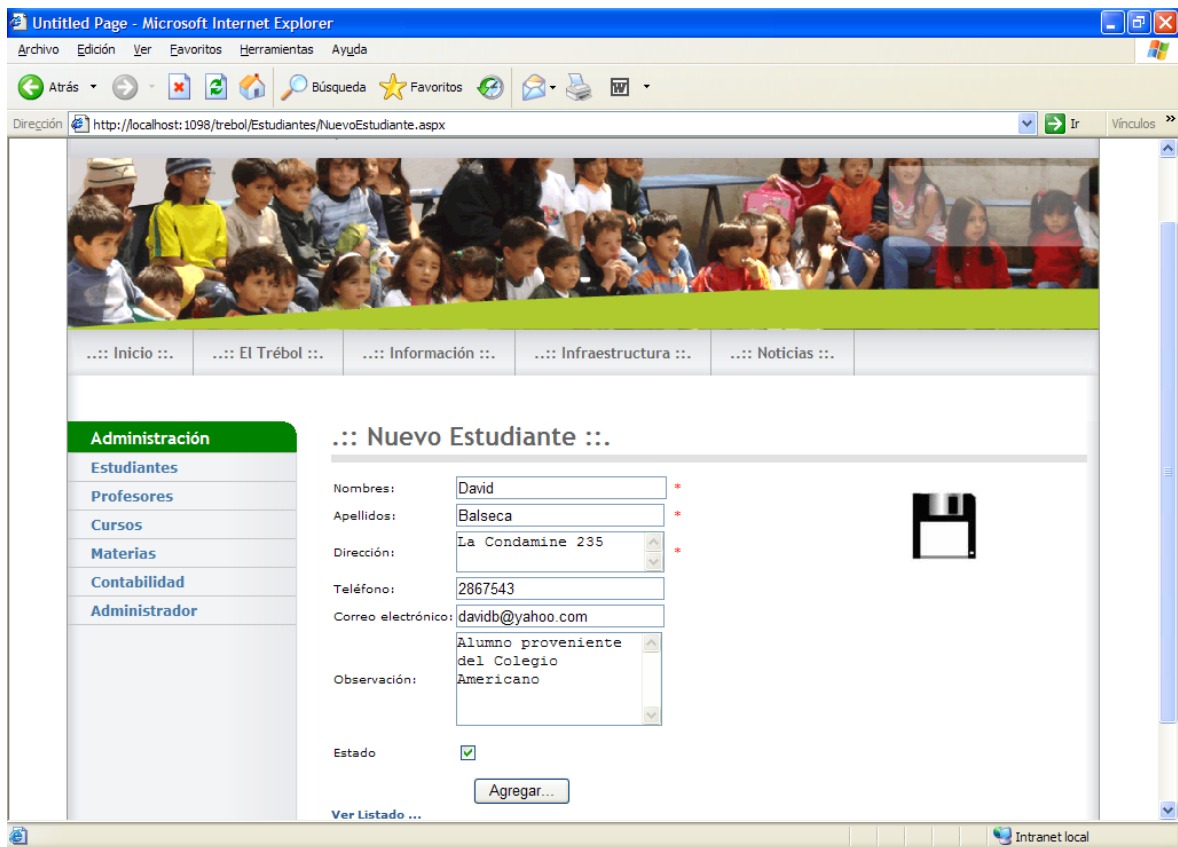 Untitled Page - Microsoft Internet Explorer
Archivo Edición Ver Favoritos Herramientas Ayuda
Atrás Búsqueda Favoritos
Dirección http://localhost:1098/trebol/Estudiantes/NuevoEstudiante.aspx Ir Vínculos »
..:: Inicio ::. ..:: El Trébol ::. ..:: Información ::. ..:: Infraestructura ::. ..:: Noticias ::.
Administración
Estudiantes
Profesores
Cursos
Materias
Contabilidad
Administrador
.:: Nuevo Estudiante ::.
Nombres: David *
Apellidos: Balseca *
Dirección: La Condamine 235 *
Teléfono: 2867543
Correo electrónico: davidb@yahoo.com
Observación: Alumno proveniente
del Colegio
Americano
Estado
Agregar...
Ver Listado ...
Intranet local